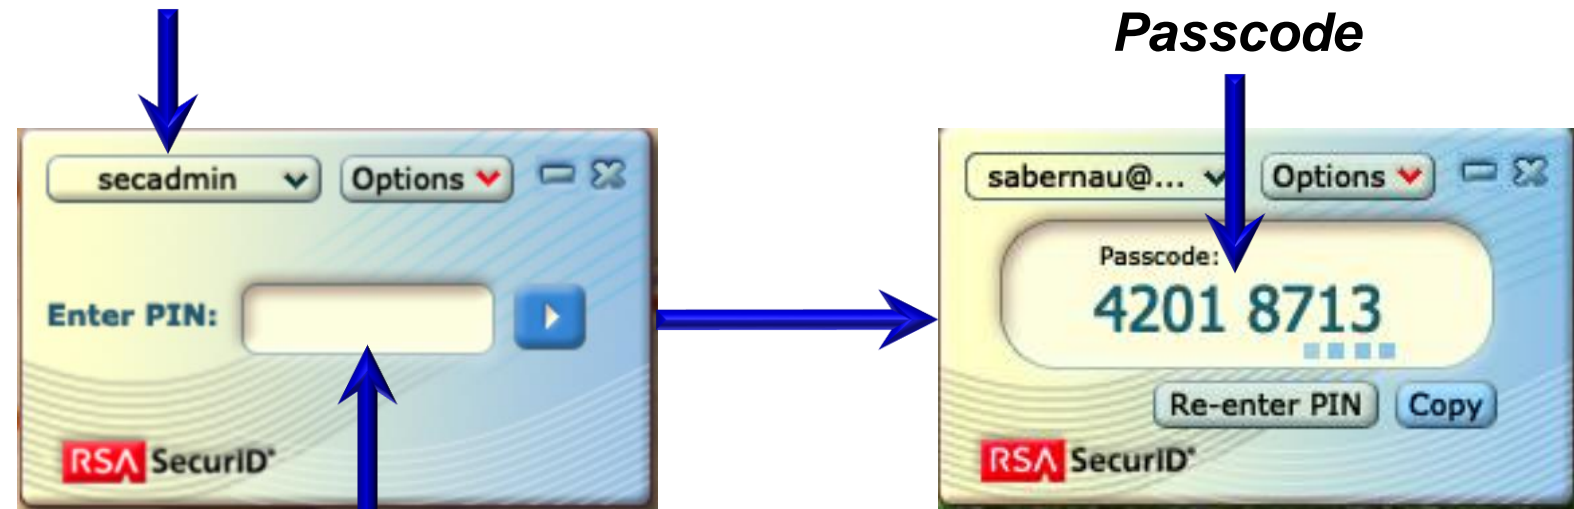 Passcode
secadmin Options
Enter PIN:
RSA SecurID
sabernau@... Options
Passcode:
4201 8713
Re-enter PIN Copy
RSA SecurID